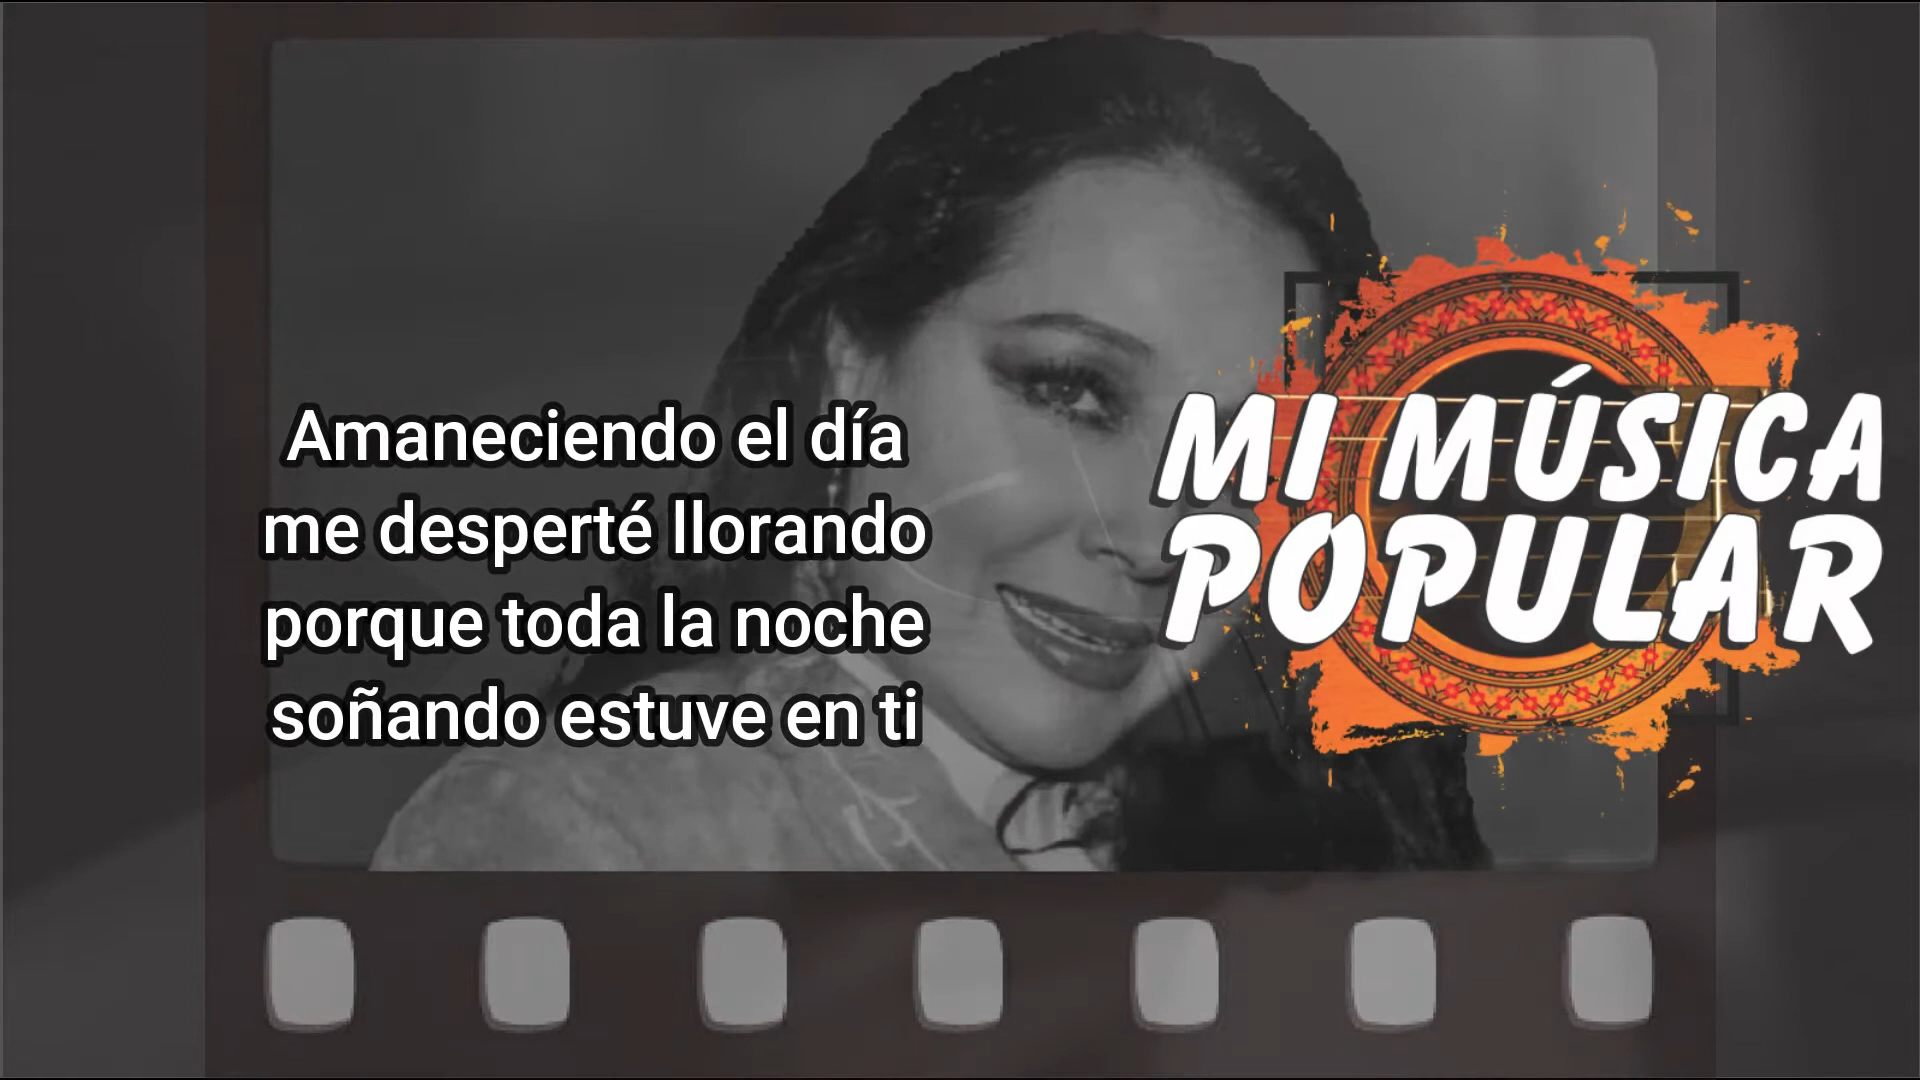 Amaneciendo el día
me desperté llorando
porque toda la noche
soñando estuve en ti
MI MÚSICA
POPULAR